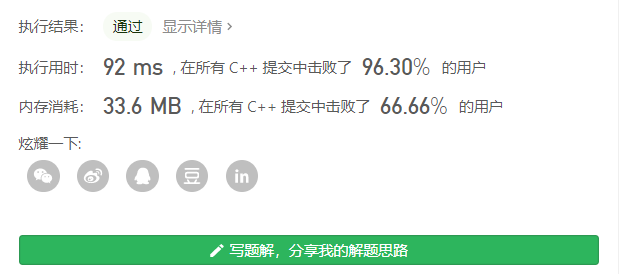 执行结果： 通过 显示详情 ›
执行用时： 92 ms , 在所有 C++ 提交中击败了 96.30% 的用户
内存消耗： 33.6 MB , 在所有 C++ 提交中击败了 66.66% 的用户
炫耀一下:
豆 in
写题解，分享我的解题思路